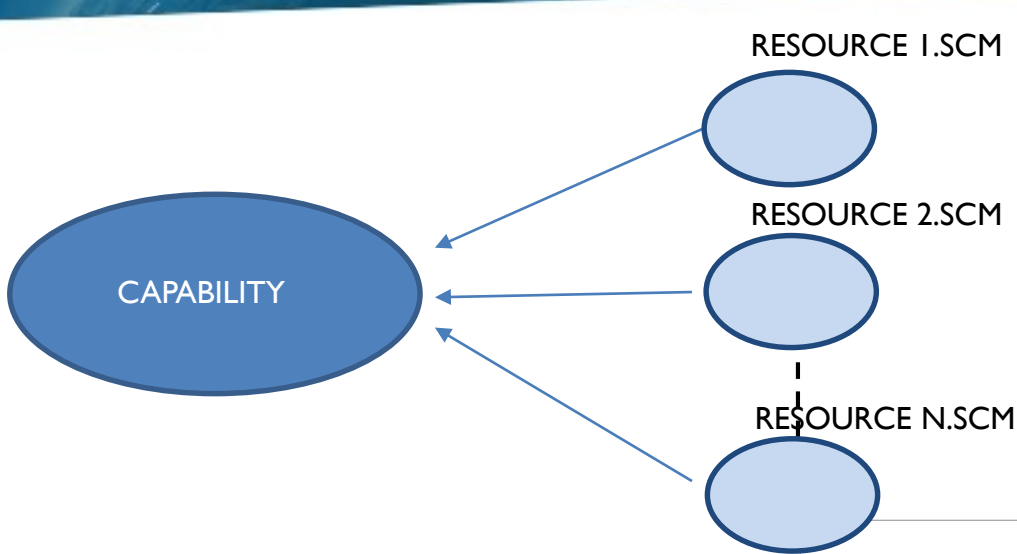 RESOURCE 1.SCM
RESOURCE 2.SCM
CAPABILITY
RESOURCE N.SCM